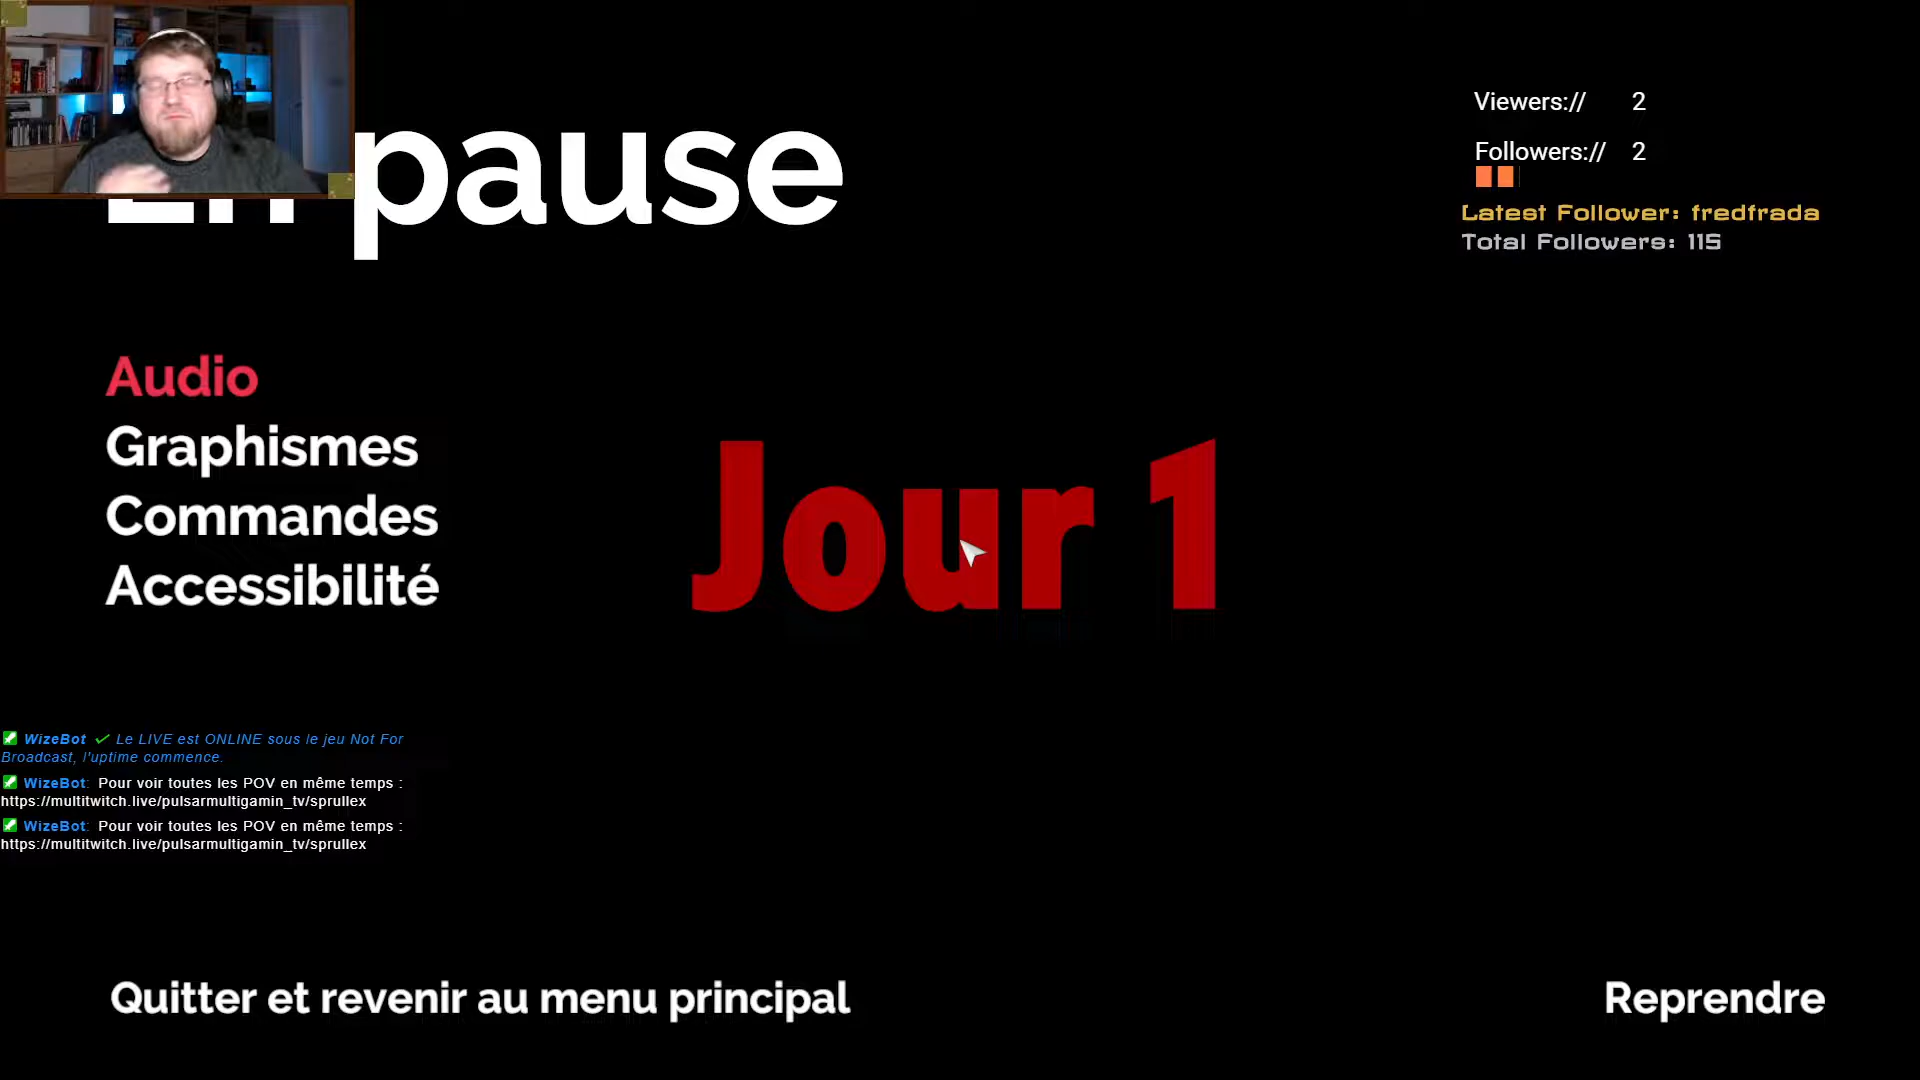 En pause
Viewers:// 2
Followers:// 2
Latest Follower: fredfrada
Total Followers: 115
Audio
Graphismes
Commandes
Accessibilité
Jour 1
WizeBot ✓ Le LIVE est ONLINE sous le jeu Not For
Broadcast, l'uptime commence.
WizeBot: Pour voir toutes les POV en même temps :
https://multitwitch.live/pulsarmultigamin_tv/sprullex
WizeBot: Pour voir toutes les POV en même temps :
https://multitwitch.live/pulsarmultigamin_tv/sprullex
Quitter et revenir au menu principal
Reprendre